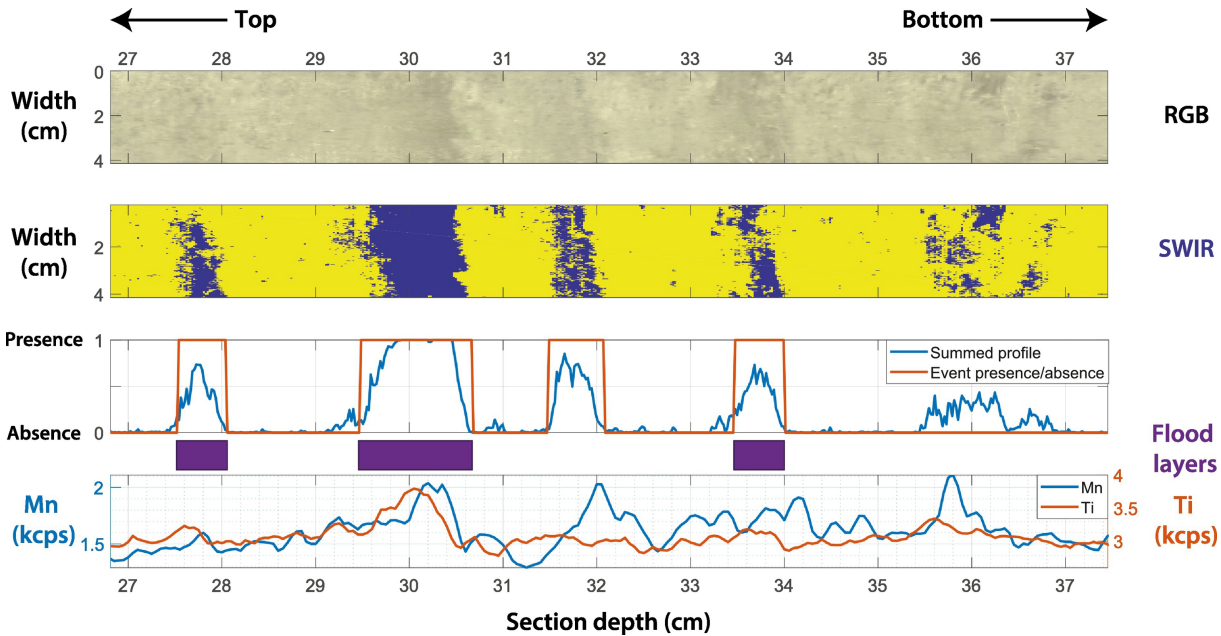 Top Bottom
27 28 29 30 31 32 33 34 35 36 37
Width
(cm)
0
2
4
RGB
Width
(cm)
2
4
SWIR
Presence 1
Summed profile
Event presence/absence
Absence 0
Flood
layers
Mn
(kcps)
2
1.5
Mn
Ti
4
3.5
3
Ti
(kcps)
27 28 29 30 31 32 33 34 35 36 37
Section depth (cm)